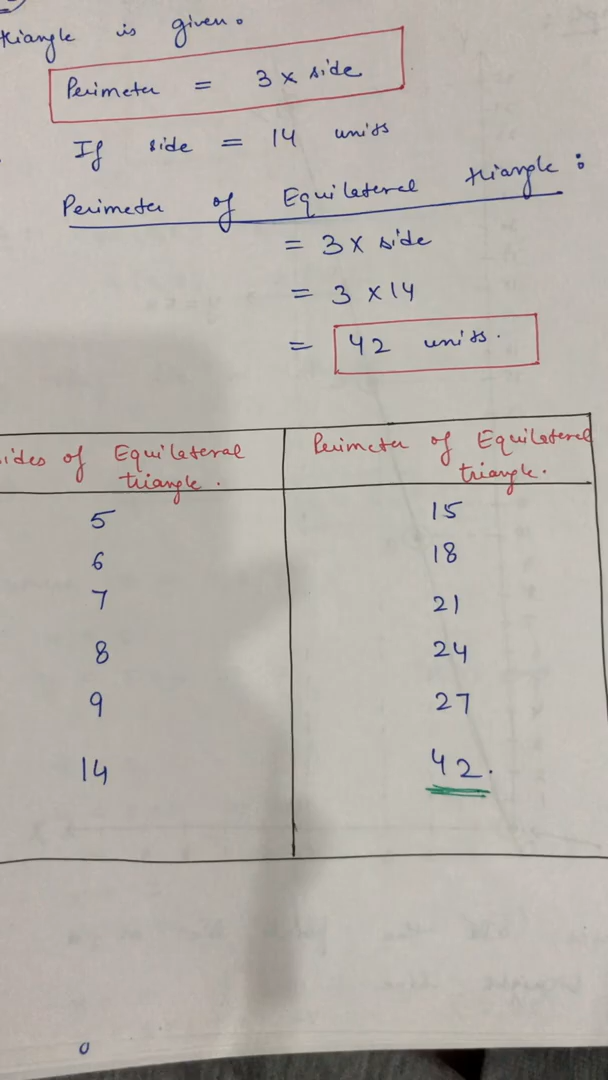 triangle is given.
Perimeter = 3 x side
If side = 14 units
Perimeter of Equilateral triangle :
= 3 x side
= 3 x 14
= 42 units.
ides of Equilateral triangle.
Perimeter of Equilateral triangle.
5 15
6 18
7 21
8 24
9 27
14 42.